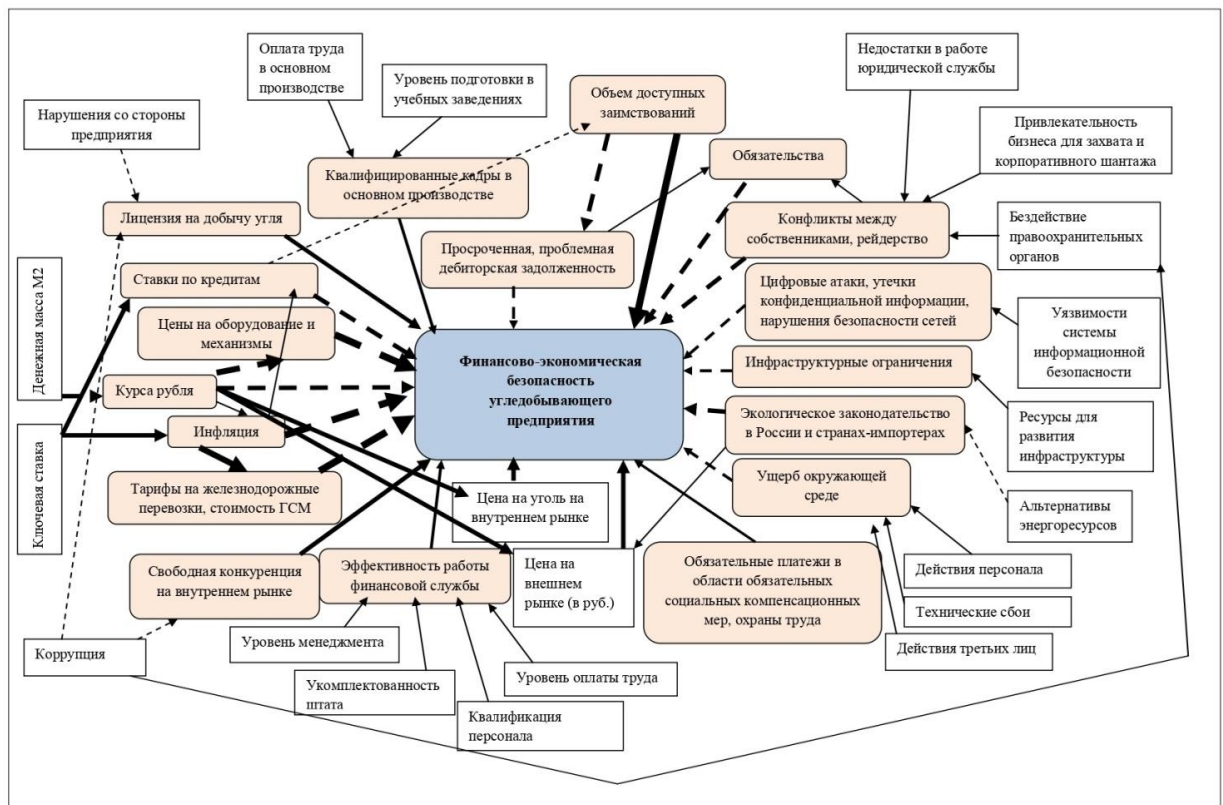 Оплата труда
в основном
производстве
Уровень подготовки в
учебных заведениях
Объем доступных
заимствований
Недостатки в работе
юридической службы
Нарушения со стороны
предприятия
Привлекательность
бизнеса для захвата и
корпоративного шантажа
Обязательства
Квалифицированные кадры в
основном производстве
Лицензия на добычу угля
Конфликты между
собственниками, рейдерство
Бездействие
правоохранительных
органов
Просроченная, проблемная
дебиторская задолженность
Денежная масса М2
Ставки по кредитам
Цифровые атаки, утечки
конфиденциальной информации,
нарушения безопасности сетей
Цены на оборудование и
механизмы
Уязвимости
системы
информационной
безопасности
Финансово-экономическая
безопасность
угледобывающего
предприятия
Инфраструктурные ограничения
Курса рубля
Экологическое законодательство
в России и странах-импортерах
Ресурсы для
развития
инфраструктуры
Ключевая ставка
Инфляция
Ущерб окружающей
среде
Тарифы на железнодорожные
перевозки, стоимость ГСМ
Цена на уголь на
внутреннем рынке
Альтернативы
энергоресурсов
Свободная конкуренция
на внутреннем рынке
Эффективность работы
финансовой службы
Цена на
внешнем
рынке (в руб.)
Обязательные платежи в
области обязательных
социальных компенсационных
мер, охраны труда
Действия персонала
Технические сбои
Действия третьих лиц
Коррупция
Уровень менеджмента
Укомплектованность
штата
Уровень оплаты труда
Квалификация
персонала